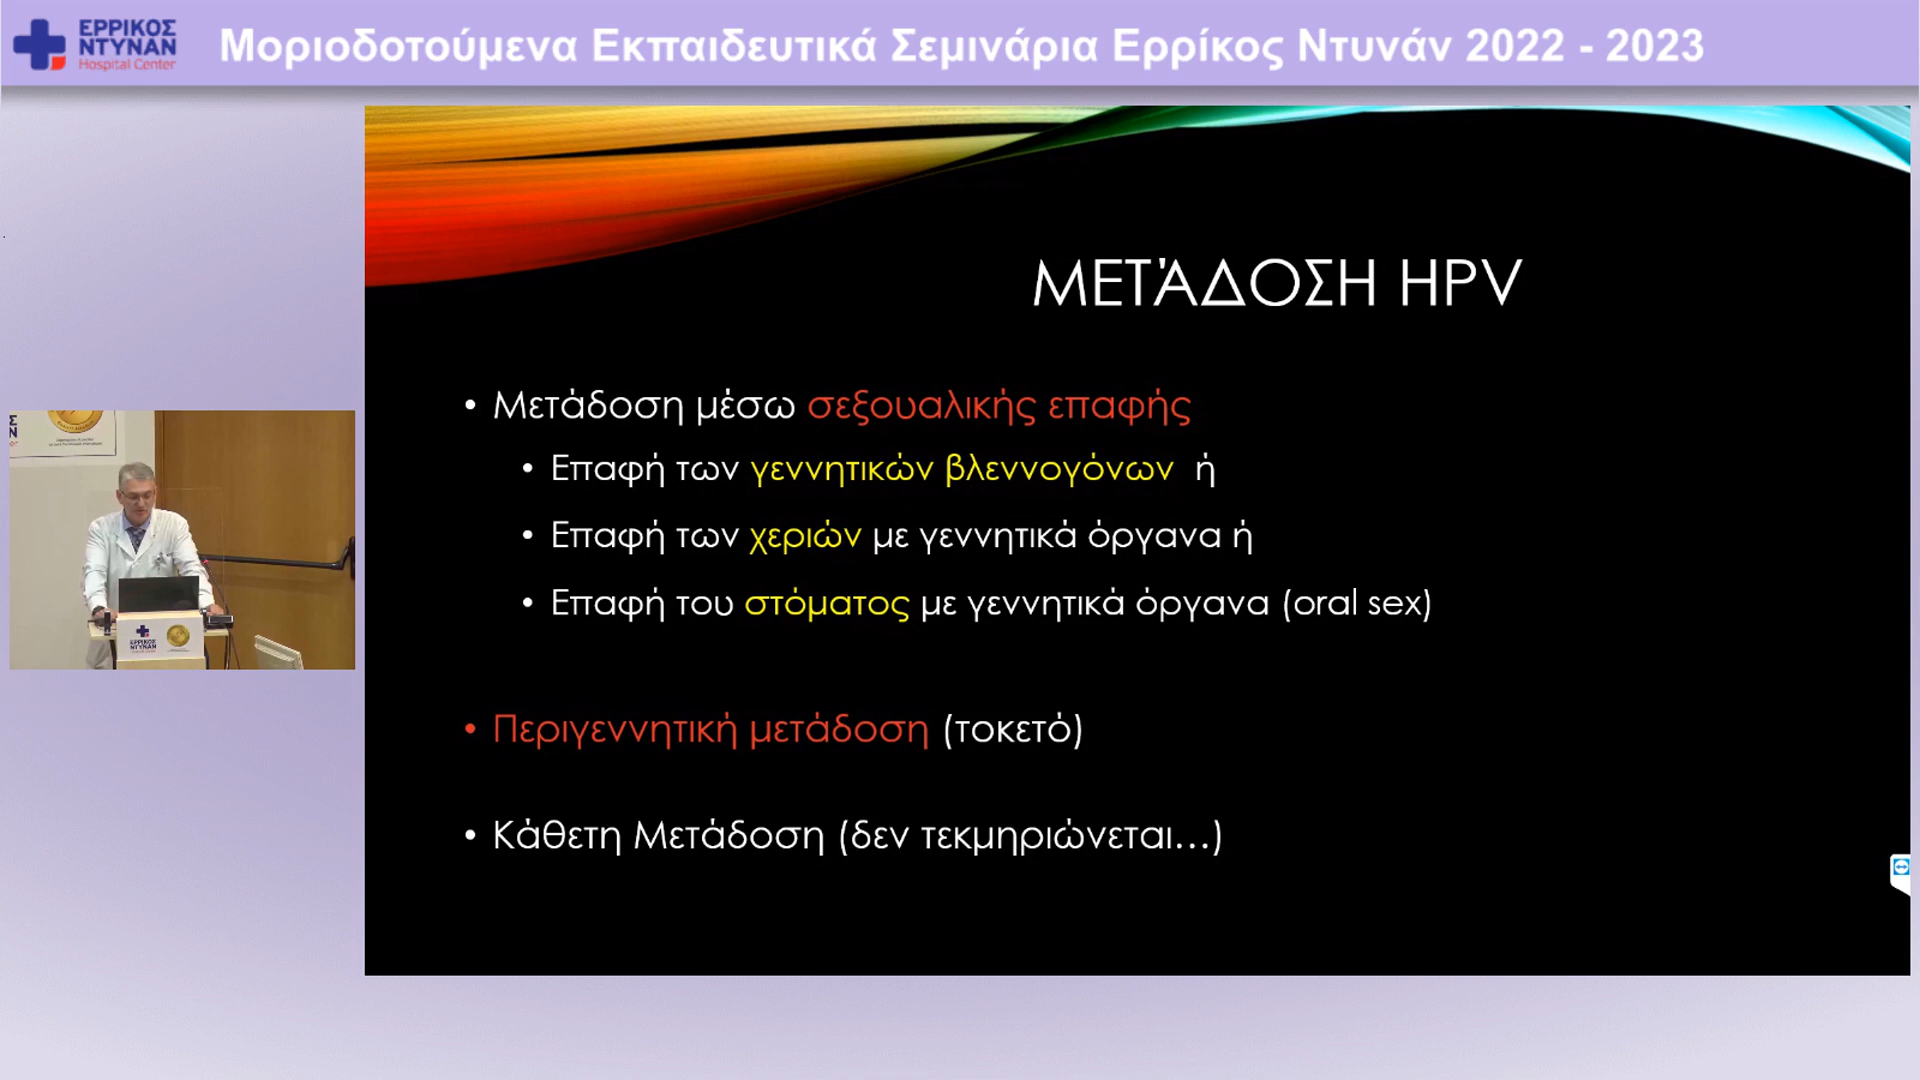 ΕΡΡΙΚΟΣ
ΝΤΥΝΑΝ
Hospital Center
Μοριοδοτούμενα Εκπαιδευτικά Σεμινάρια Ερρίκος Ντυνάν 2022 - 2023
ΜΕΤΆΔΟΣΗ HPV
• Μετάδοση μέσω σεξουαλικής επαφής
• Επαφή των γεννητικών βλεννογόνων ή
• Επαφή των χεριών με γεννητικά όργανα ή
• Επαφή του στόματος με γεννητικά όργανα (oral sex)
• Περιγεννητική μετάδοση (τοκετό)
• Κάθετη Μετάδοση (δεν τεκμηριώνεται...)
ΕΡΡΙΚΟΣ
ΝΤΥΝΑΝ